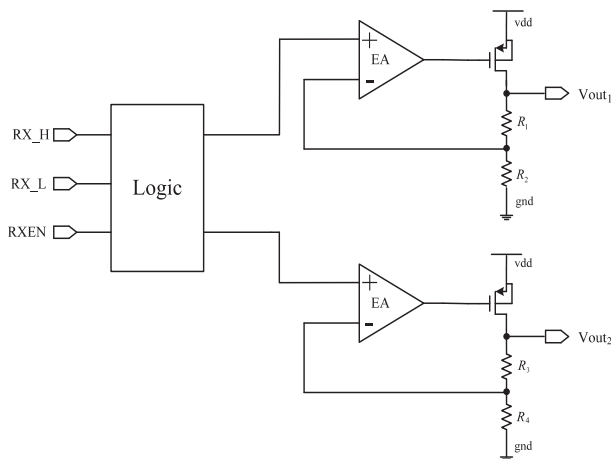 vdd
+
EA
-
Vout1
R1
RX_H
RX_L
Logic
R2
gnd
RXEN
vdd
+
EA
-
Vout2
R3
R4
gnd